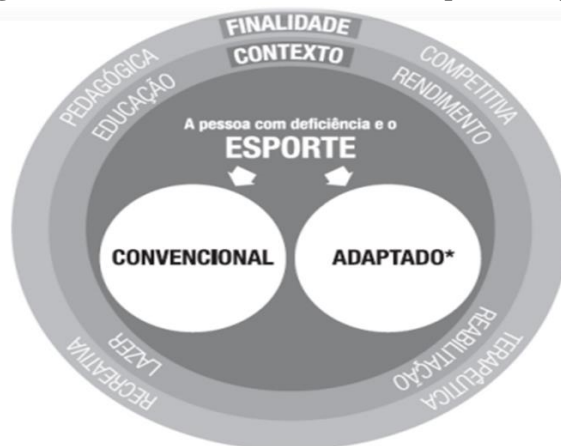 FINALIDADE
CONTEXTO
PEDAGÓGICA
EDUCAÇÃO
COMPETITIVA
RENDIMENTO
A pessoa com deficiência e o
ESPORTE
CONVENCIONAL
ADAPTADO*
LAZER
RECREATIVA
REABILITAÇÃO
TERAPÊUTICA